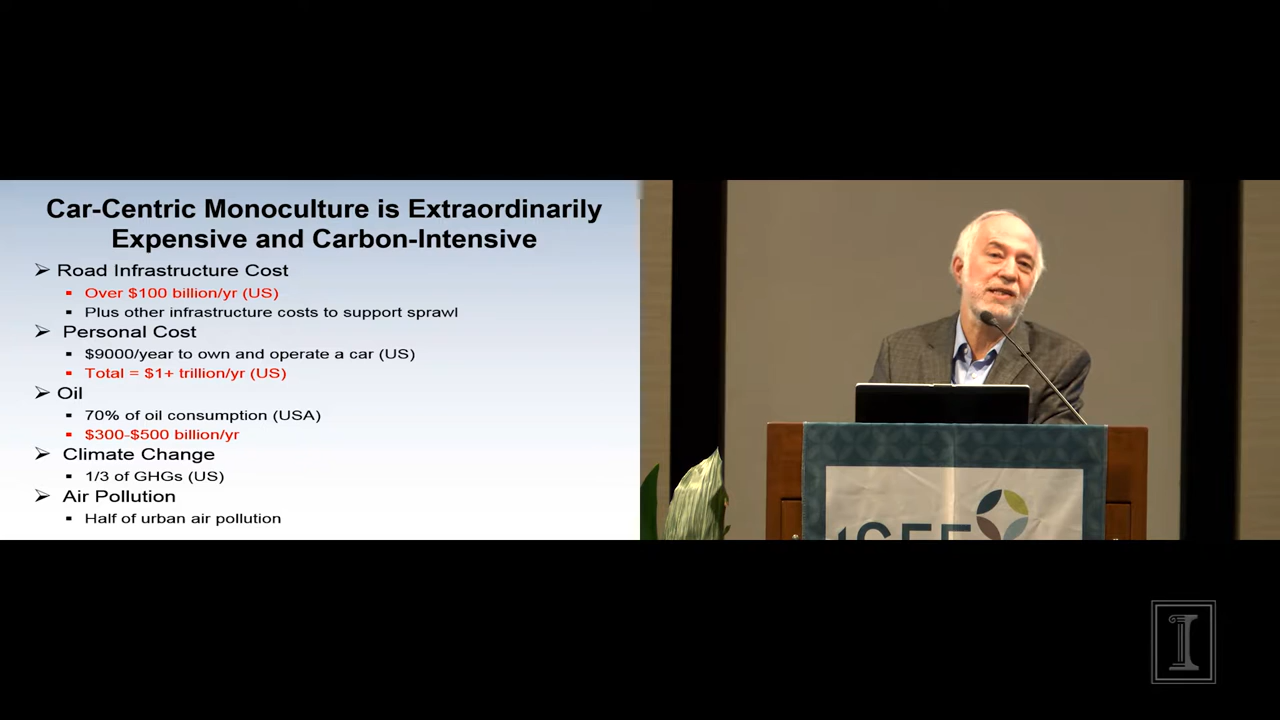 Car-Centric Monoculture is Extraordinarily
Expensive and Carbon-Intensive
Road Infrastructure Cost
Over $100 billion/yr (US)
Plus other infrastructure costs to support sprawl
Personal Cost
$9000/year to own and operate a car (US)
Total = $1+ trillion/yr (US)
Oil
70% of oil consumption (USA)
$300-$500 billion/yr
Climate Change
1/3 of GHGs (US)
Air Pollution
Half of urban air pollution
iSEE
I